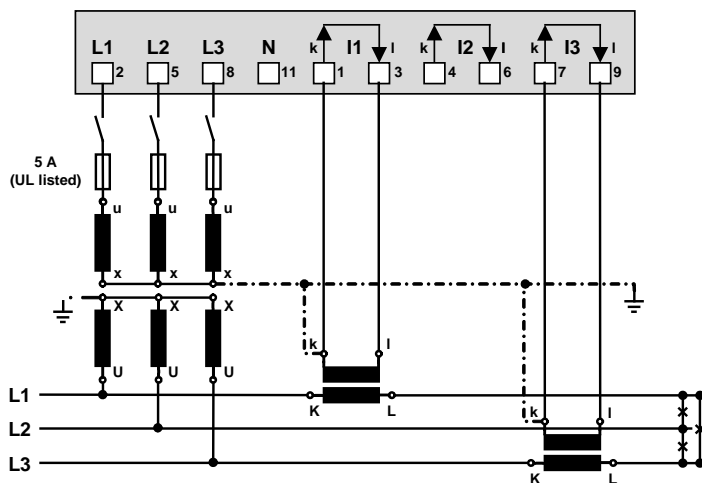 L1 L2 L3 N k I1 l k I2 l k I3 l
2 5 8 11 1 3 4 6 7 9
5 A
(UL listed)
u u u
x x x
X X X
k l
U U U
L1
K L
k l
L2
L3
K L